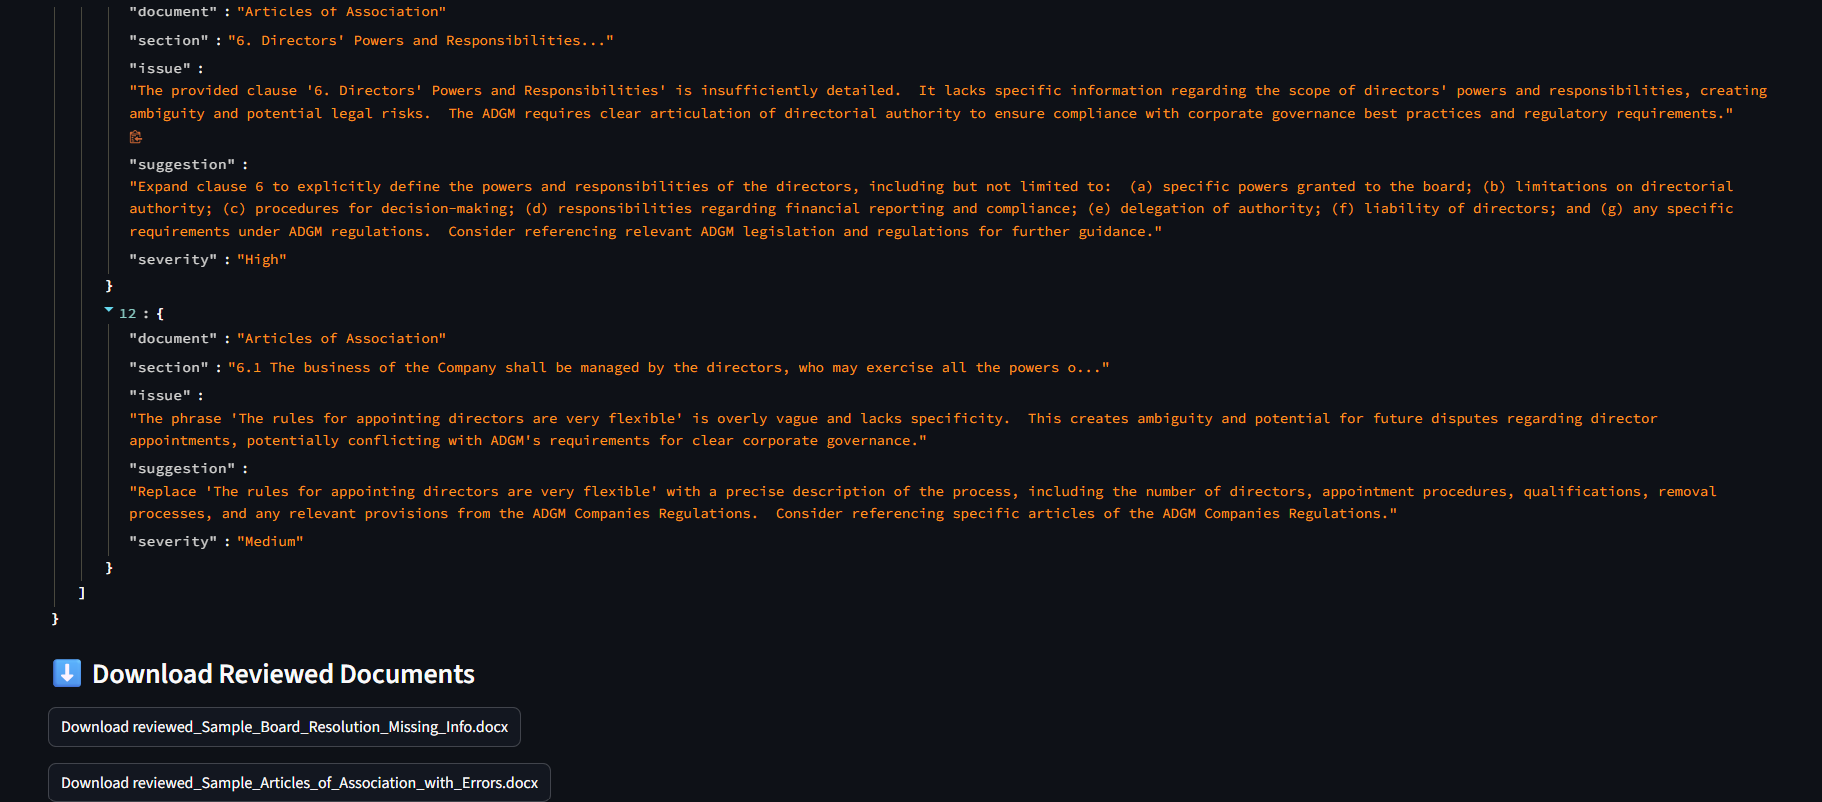 "document" : "Articles of Association"
"section" : "6. Directors' Powers and Responsibilities..."
"issue" :
"The provided clause '6. Directors' Powers and Responsibilities' is insufficiently detailed.  It lacks specific information regarding the scope of directors' powers and responsibilities, creating
ambiguity and potential legal risks.  The ADGM requires clear articulation of directorial authority to ensure compliance with corporate governance best practices and regulatory requirements."
"suggestion" :
"Expand clause 6 to explicitly define the powers and responsibilities of the directors, including but not limited to:  (a) specific powers granted to the board; (b) limitations on directorial
authority; (c) procedures for decision-making; (d) responsibilities regarding financial reporting and compliance; (e) delegation of authority; (f) liability of directors; and (g) any specific
requirements under ADGM regulations.  Consider referencing relevant ADGM legislation and regulations for further guidance."
"severity" : "High"
}
12 : {
"document" : "Articles of Association"
"section" : "6.1 The business of the Company shall be managed by the directors, who may exercise all the powers o..."
"issue" :
"The phrase 'The rules for appointing directors are very flexible' is overly vague and lacks specificity.  This creates ambiguity and potential for future disputes regarding director
appointments, potentially conflicting with ADGM's requirements for clear corporate governance."
"suggestion" :
"Replace 'The rules for appointing directors are very flexible' with a precise description of the process, including the number of directors, appointment procedures, qualifications, removal
processes, and any relevant provisions from the ADGM Companies Regulations.  Consider referencing specific articles of the ADGM Companies Regulations."
"severity" : "Medium"
}
]
}
Download Reviewed Documents
Download reviewed_Sample_Board_Resolution_Missing_Info.docx
Download reviewed_Sample_Articles_of_Association_with_Errors.docx